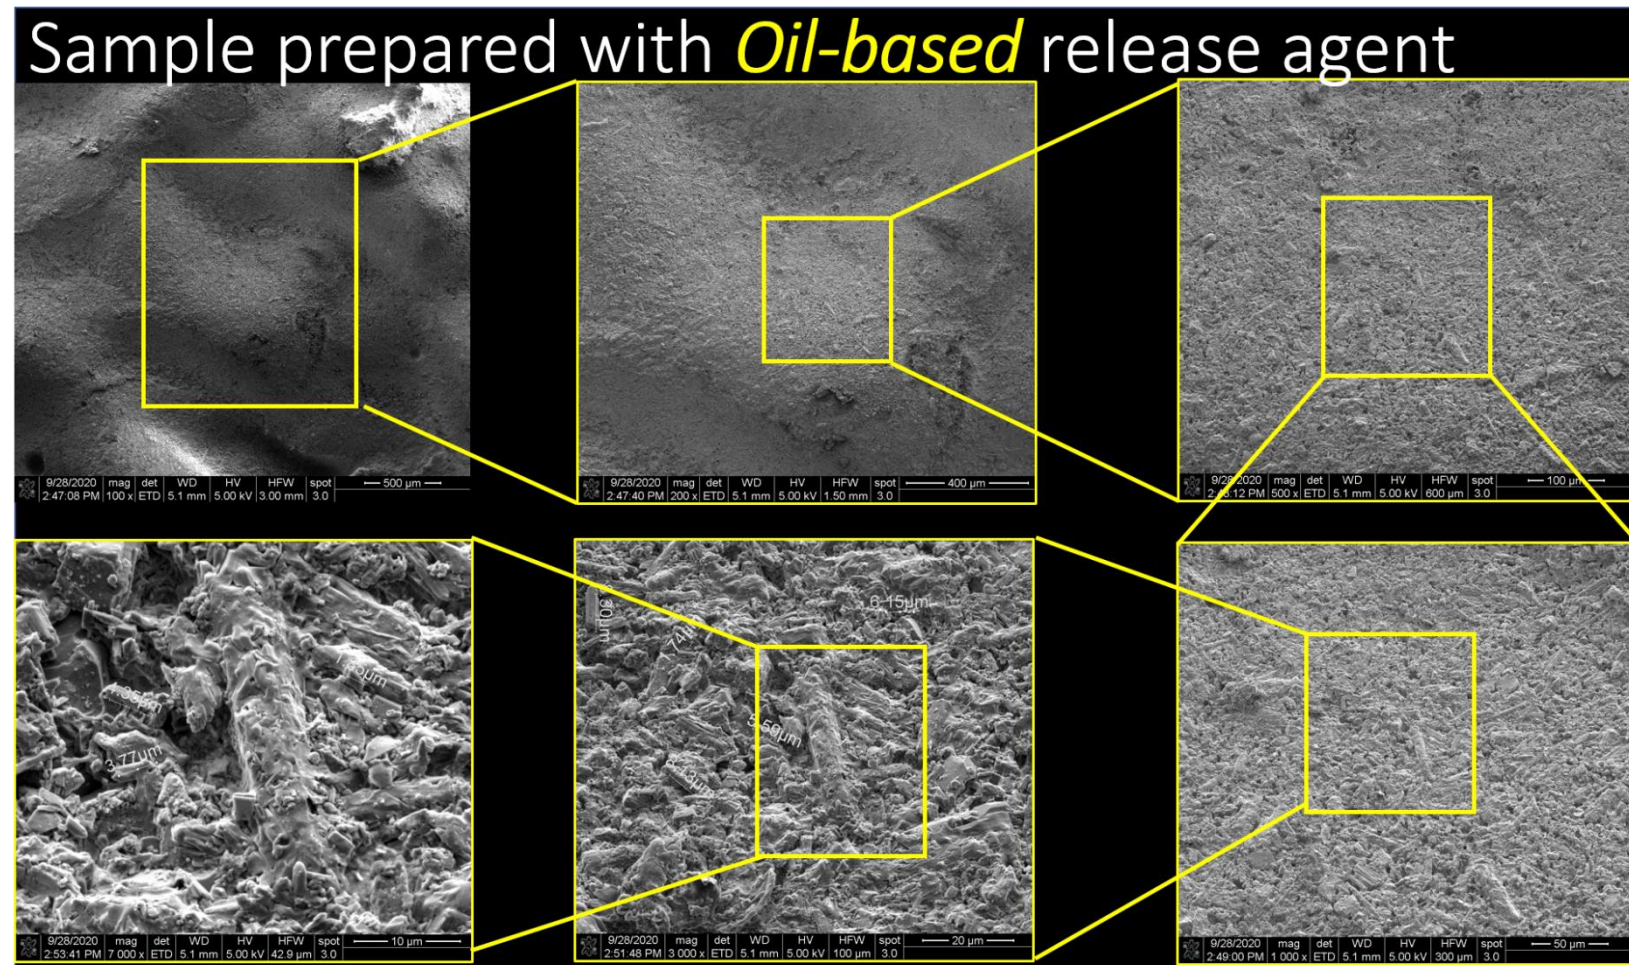 Sample prepared with Oil-based release agent
9/28/2020 mag det WD HV HFW spot
2:47:08 PM 100 x ETD 5.1 mm 5.00 kV 3.00 mm 3.0
500 µm
9/28/2020 mag det WD HV HFW spot
2:47:40 PM 200 x ETD 5.1 mm 5.00 kV 1.50 mm 3.0
400 µm
9/28/2020 mag det WD HV HFW spot
PM 500 x ETD 5.1 mm 5.00 kV 600 µm 3.0
100 µm
3.77µm
9/28/2020 mag det WD HV HFW spot
2:53:41 PM 7 000 x ETD 5.1 mm 5.00 kV 42.9 µm 3.0
10 µm
6.15µm
5.59µm
9/28/2020 mag det WD HV HFW spot
2:51:48 PM 3 000 x ETD 5.1 mm 5.00 kV 100 µm 3.0
20 µm
9/28/2020 mag det WD HV HFW spot
2:49:00 PM 1 000 x ETD 5.1 mm 5.00 kV 300 µm 3.0
50 µm